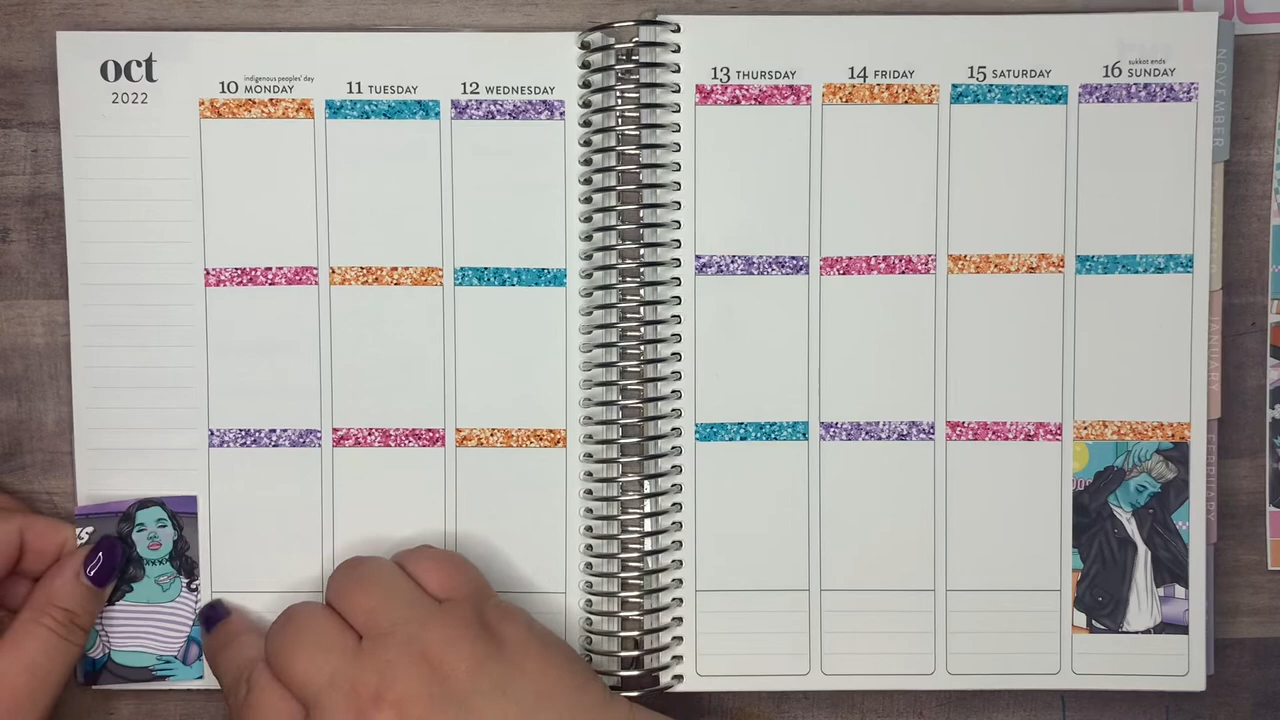 oct
2022
indigenous peoples' day
10 MONDAY
11 TUESDAY
12 WEDNESDAY
13 THURSDAY
14 FRIDAY
15 SATURDAY
sukkot ends
16 SUNDAY
NOVEMBER
JANUARY
FEBRUARY